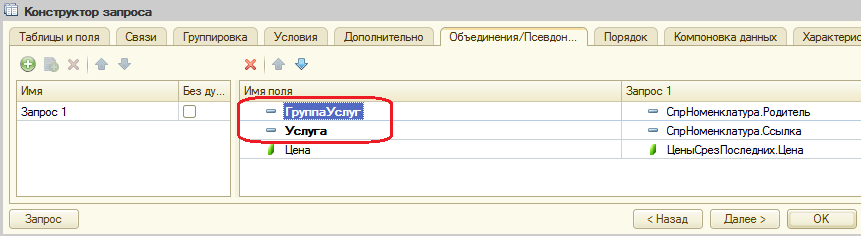 Конструктор запроса
Таблицы и поля Связи Группировка Условия Дополнительно Объединения/Псевдон... Порядок Компоновка данных Характерис
Имя Без ду... Имя поля Запрос 1
Запрос 1 ГруппаУслуг СпрНоменклатура.Родитель
Услуга СпрНоменклатура.Ссылка
Цена ЦеныСрезПоследних.Цена
Запрос < Назад Далее > OK